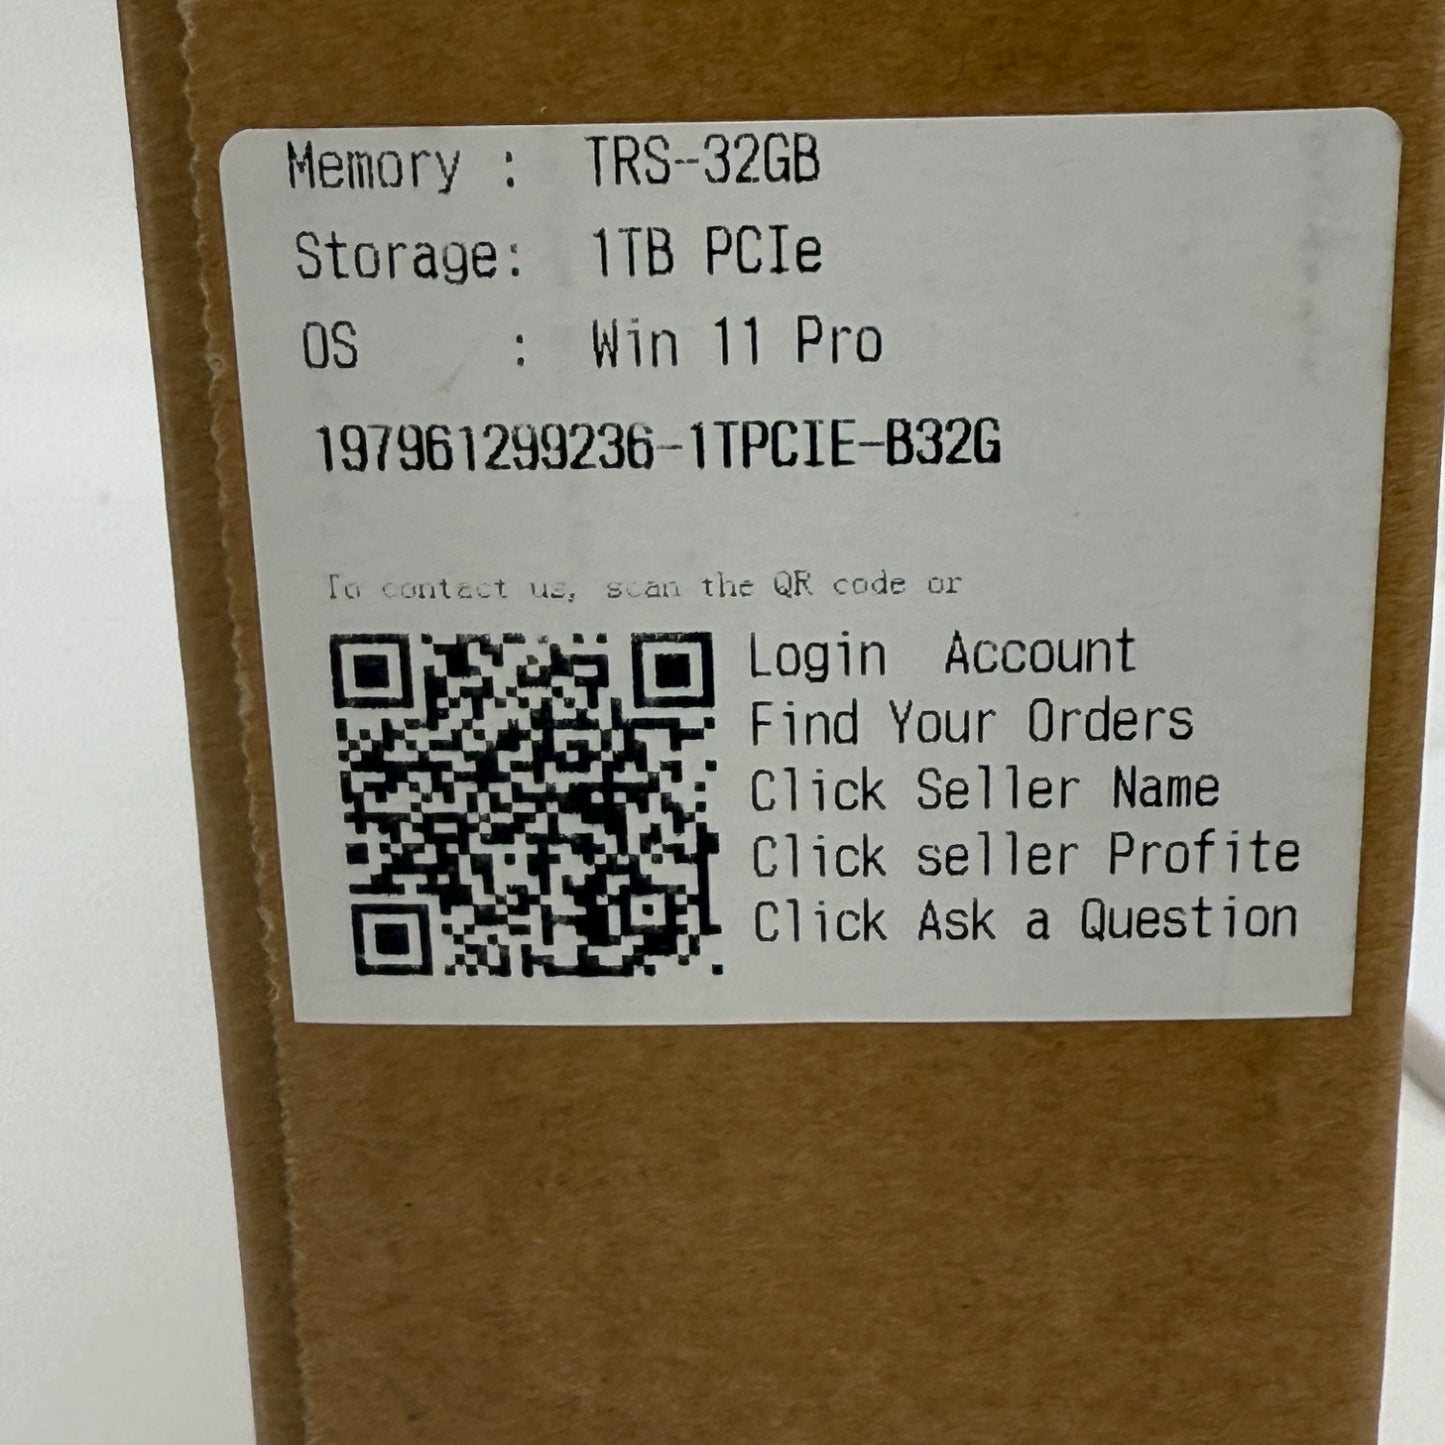 Memory : TRS-32GB
Storage: 1TB PCIe
OS : Win 11 Pro
197961299236-1TPCIE-B32G
To contact us, scan the QR code or
Login Account
Find Your Orders
Click Seller Name
Click seller Profite
Click Ask a Question